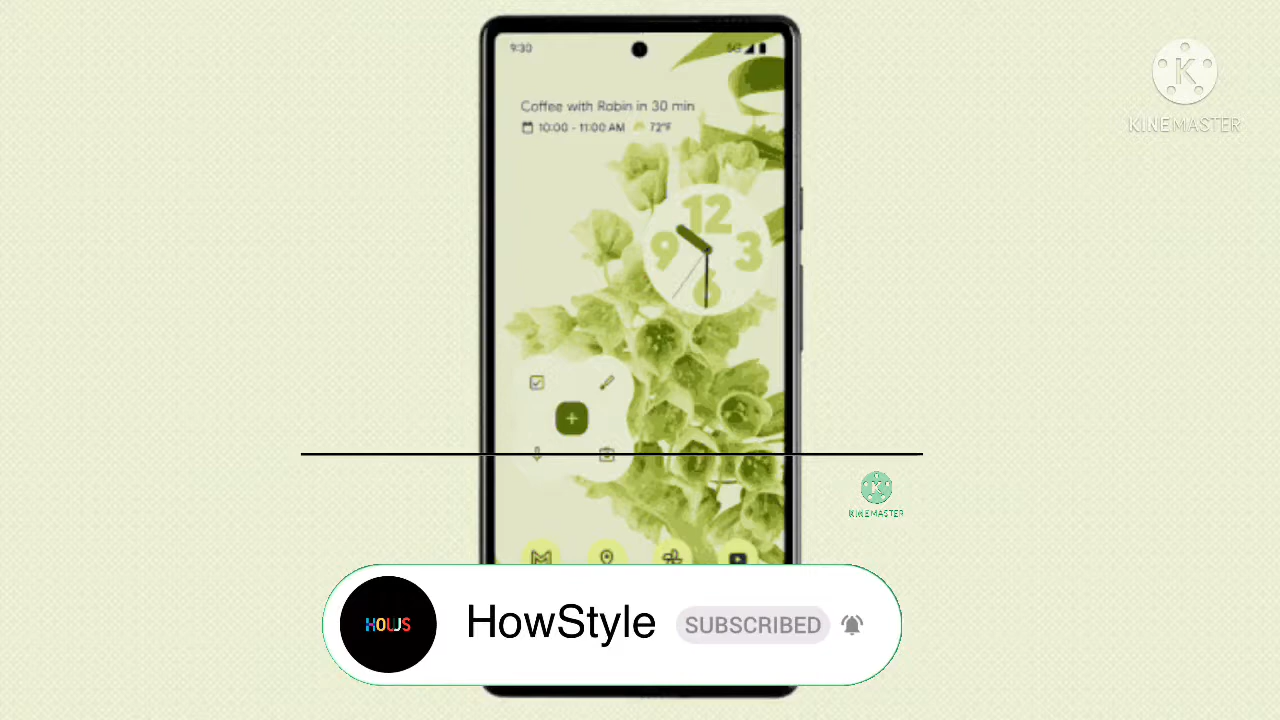 9:30
5G
K
KINEMASTER
Coffee with Robin in 30 min
10:00 - 11:00 AM 72°F
12
9
3
6
K
KINEMASTER
HOWS
HowStyle
SUBSCRIBED